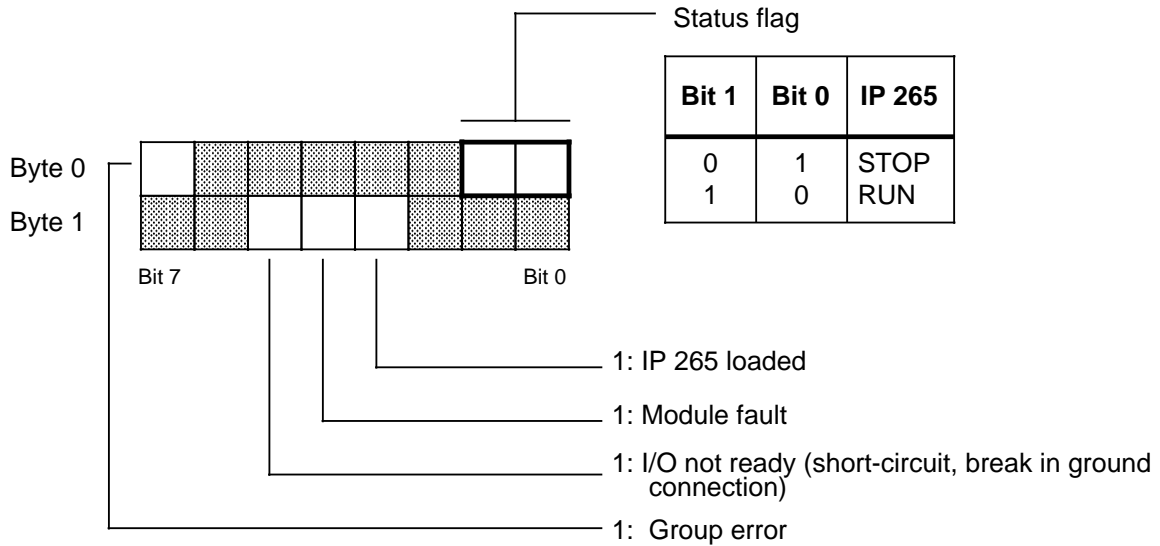 Status flag
Bit 1 Bit 0 IP 265
0 1 STOP
1 0 RUN
Byte 0
Byte 1
Bit 7 Bit 0
1: IP 265 loaded
1: Module fault
1: I/O not ready (short-circuit, break in ground
connection)
1: Group error